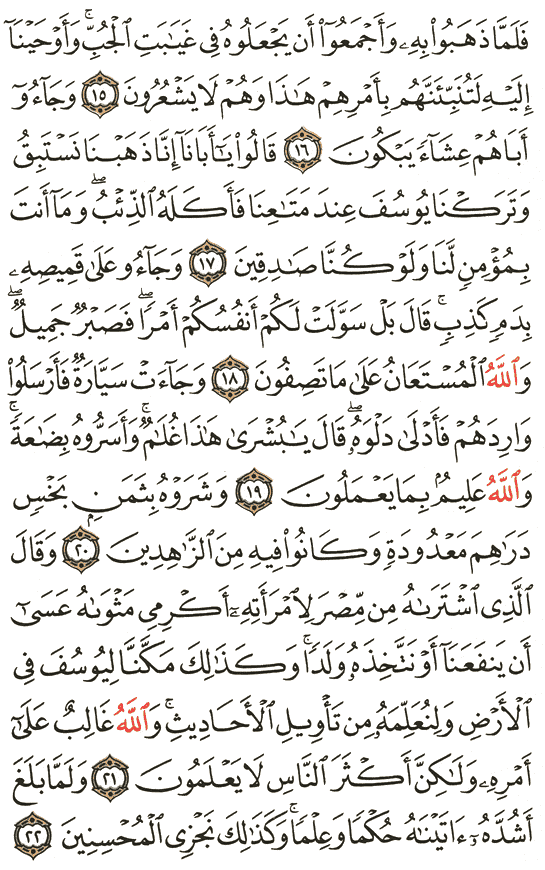 فَلَمَّا ذَهَبُوا۟ بِهِۦ وَأَجْمَعُوٓا۟ أَن يَجْعَلُوهُ فِى غَيَـٰبَتِ ٱلْجُبِّ ۚ وَأَوْحَيْنَآ
إِلَيْهِ لَتُنَبِّئَنَّهُم بِأَمْرِهِمْ هَـٰذَا وَهُمْ لَا يَشْعُرُونَ ١٥ وَجَآءُوٓ
أَبَاهُمْ عِشَآءً يَبْكُونَ ١٦ قَالُوا۟ يَـٰٓأَبَانَآ إِنَّا ذَهَبْنَا نَسْتَبِقُ
وَتَرَكْنَا يُوسُفَ عِندَ مَتَـٰعِنَا فَأَكَلَهُ ٱلذِّئْبُ ۖ وَمَآ أَنتَ
بِمُؤْمِنٍ لَّنَا وَلَوْ كُنَّا صَـٰدِقِينَ ١٧ وَجَآءُو عَلَىٰ قَمِيصِهِۦ
بِدَمٍ كَذِبٍ ۚ قَالَ بَلْ سَوَّلَتْ لَكُمْ أَنفُسُكُمْ أَمْرًا ۖ فَصَبْرٌ جَمِيلٌ ۖ
وَٱللَّهُ ٱلْمُسْتَعَانُ عَلَىٰ مَا تَصِفُونَ ١٨ وَجَآءَتْ سَيَّارَةٌ فَأَرْسَلُوا۟
وَارِدَهُمْ فَأَدْلَىٰ دَلْوَهُۥ ۖ قَالَ يَـٰبُشْرَىٰ هَـٰذَا غُلَـٰمٌ ۚ وَأَسَرُّوهُ بِضَـٰعَةً ۚ
وَٱللَّهُ عَلِيمٌۢ بِمَا يَعْمَلُونَ ١٩ وَشَرَوْهُ بِثَمَنٍۭ بَخْسٍ
دَرَٰهِمَ مَعْدُودَةٍ وَكَانُوا۟ فِيهِ مِنَ ٱلزَّٰهِدِينَ ٢٠ وَقَالَ
ٱلَّذِى ٱشْتَرَىٰهُ مِن مِّصْرَ لِٱمْرَأَتِهِۦٓ أَكْرِمِى مَثْوَىٰهُ عَسَىٰٓ
أَن يَنفَعَنَآ أَوْ نَتَّخِذَهُۥ وَلَدًا ۚ وَكَذَٰلِكَ مَكَّنَّا لِيُوسُفَ فِى
ٱلْأَرْضِ وَلِنُعَلِّمَهُۥ مِن تَأْوِيلِ ٱلْأَحَادِيثِ ۚ وَٱللَّهُ غَالِبٌ عَلَىٰٓ
أَمْرِهِۦ وَلَـٰكِنَّ أَكْثَرَ ٱلنَّاسِ لَا يَعْلَمُونَ ٢١ وَلَمَّا بَلَغَ
أَشُدَّهُۥٓ ءَاتَيْنَـٰهُ حُكْمًا وَعِلْمًا ۚ وَكَذَٰلِكَ نَجْزِى ٱلْمُحْسِنِينَ ٢٢